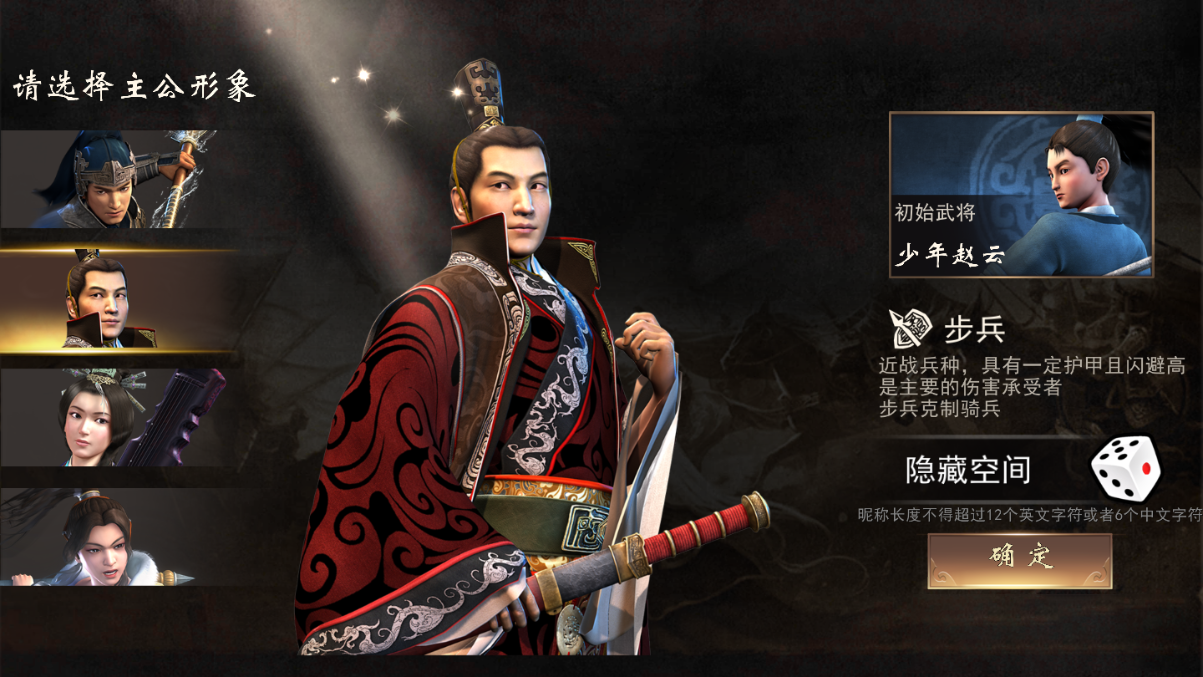 请选择主公形象
初始武将
少年赵云
步兵
近战兵种，具有一定护甲且闪避高
是主要的伤害承受者
步兵克制骑兵
隐藏空间
昵称长度不得超过12个英文字符或者6个中文字符
确定